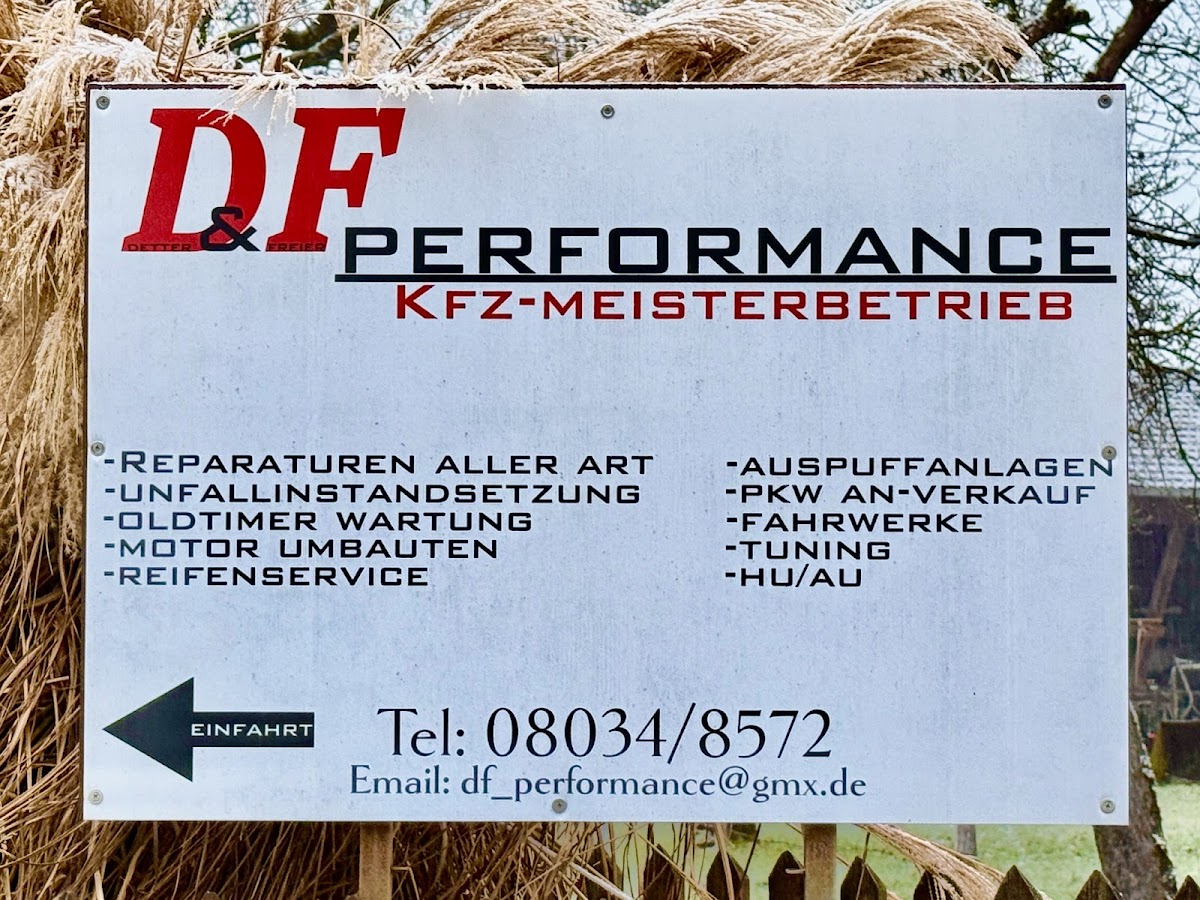 D&F
DETTER FREIER
PERFORMANCE
KFZ-MEISTERBETRIEB
-REPARATUREN ALLER ART
-UNFALLINSTANDSETZUNG
-OLDTIMER WARTUNG
-MOTOR UMBAUTEN
-REIFENSERVICE
-AUSPUFFANLAGEN
-PKW AN-VERKAUF
-FAHRWERKE
-TUNING
-HU/AU
EINFAHRT
Tel: 08034/8572
Email: df_performance@gmx.de